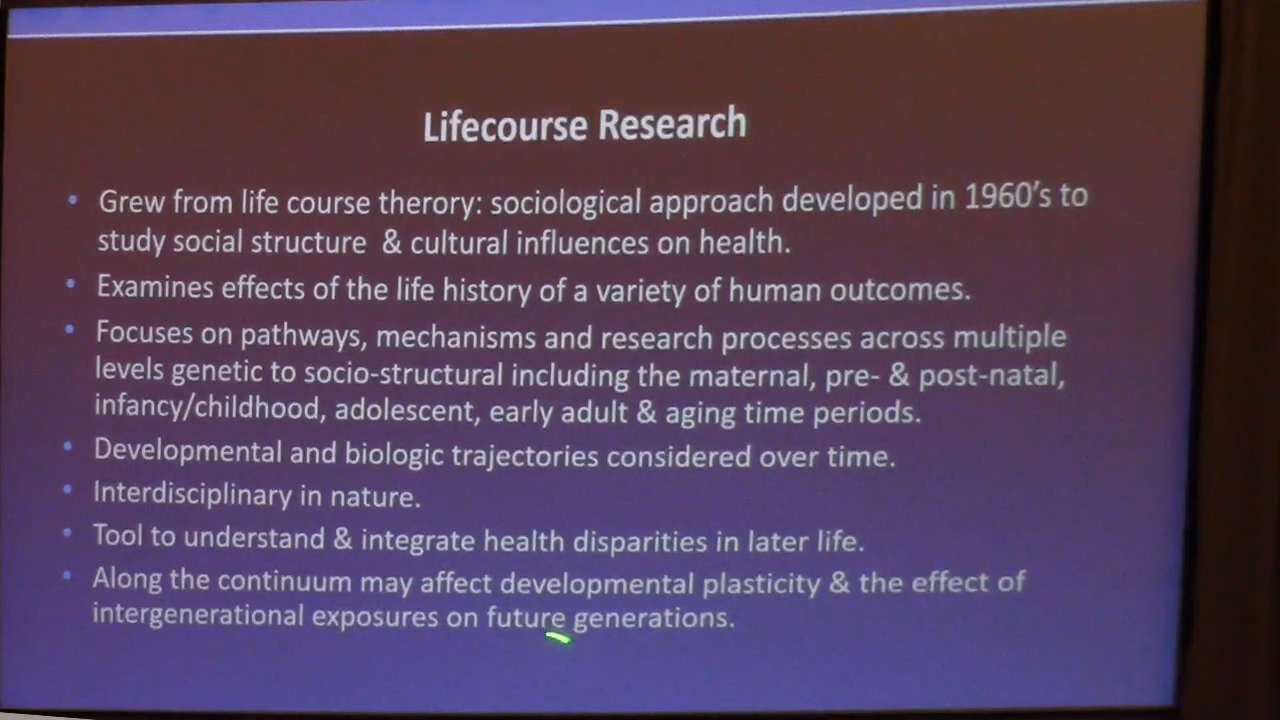 Lifecourse Research
• Grew from life course therory: sociological approach developed in 1960's to
study social structure & cultural influences on health.
• Examines effects of the life history of a variety of human outcomes.
• Focuses on pathways, mechanisms and research processes across multiple
levels genetic to socio-structural including the maternal, pre- & post-natal,
infancy/childhood, adolescent, early adult & aging time periods.
• Developmental and biologic trajectories considered over time.
• Interdisciplinary in nature.
• Tool to understand & integrate health disparities in later life.
• Along the continuum may affect developmental plasticity & the effect of
intergenerational exposures on future generations.